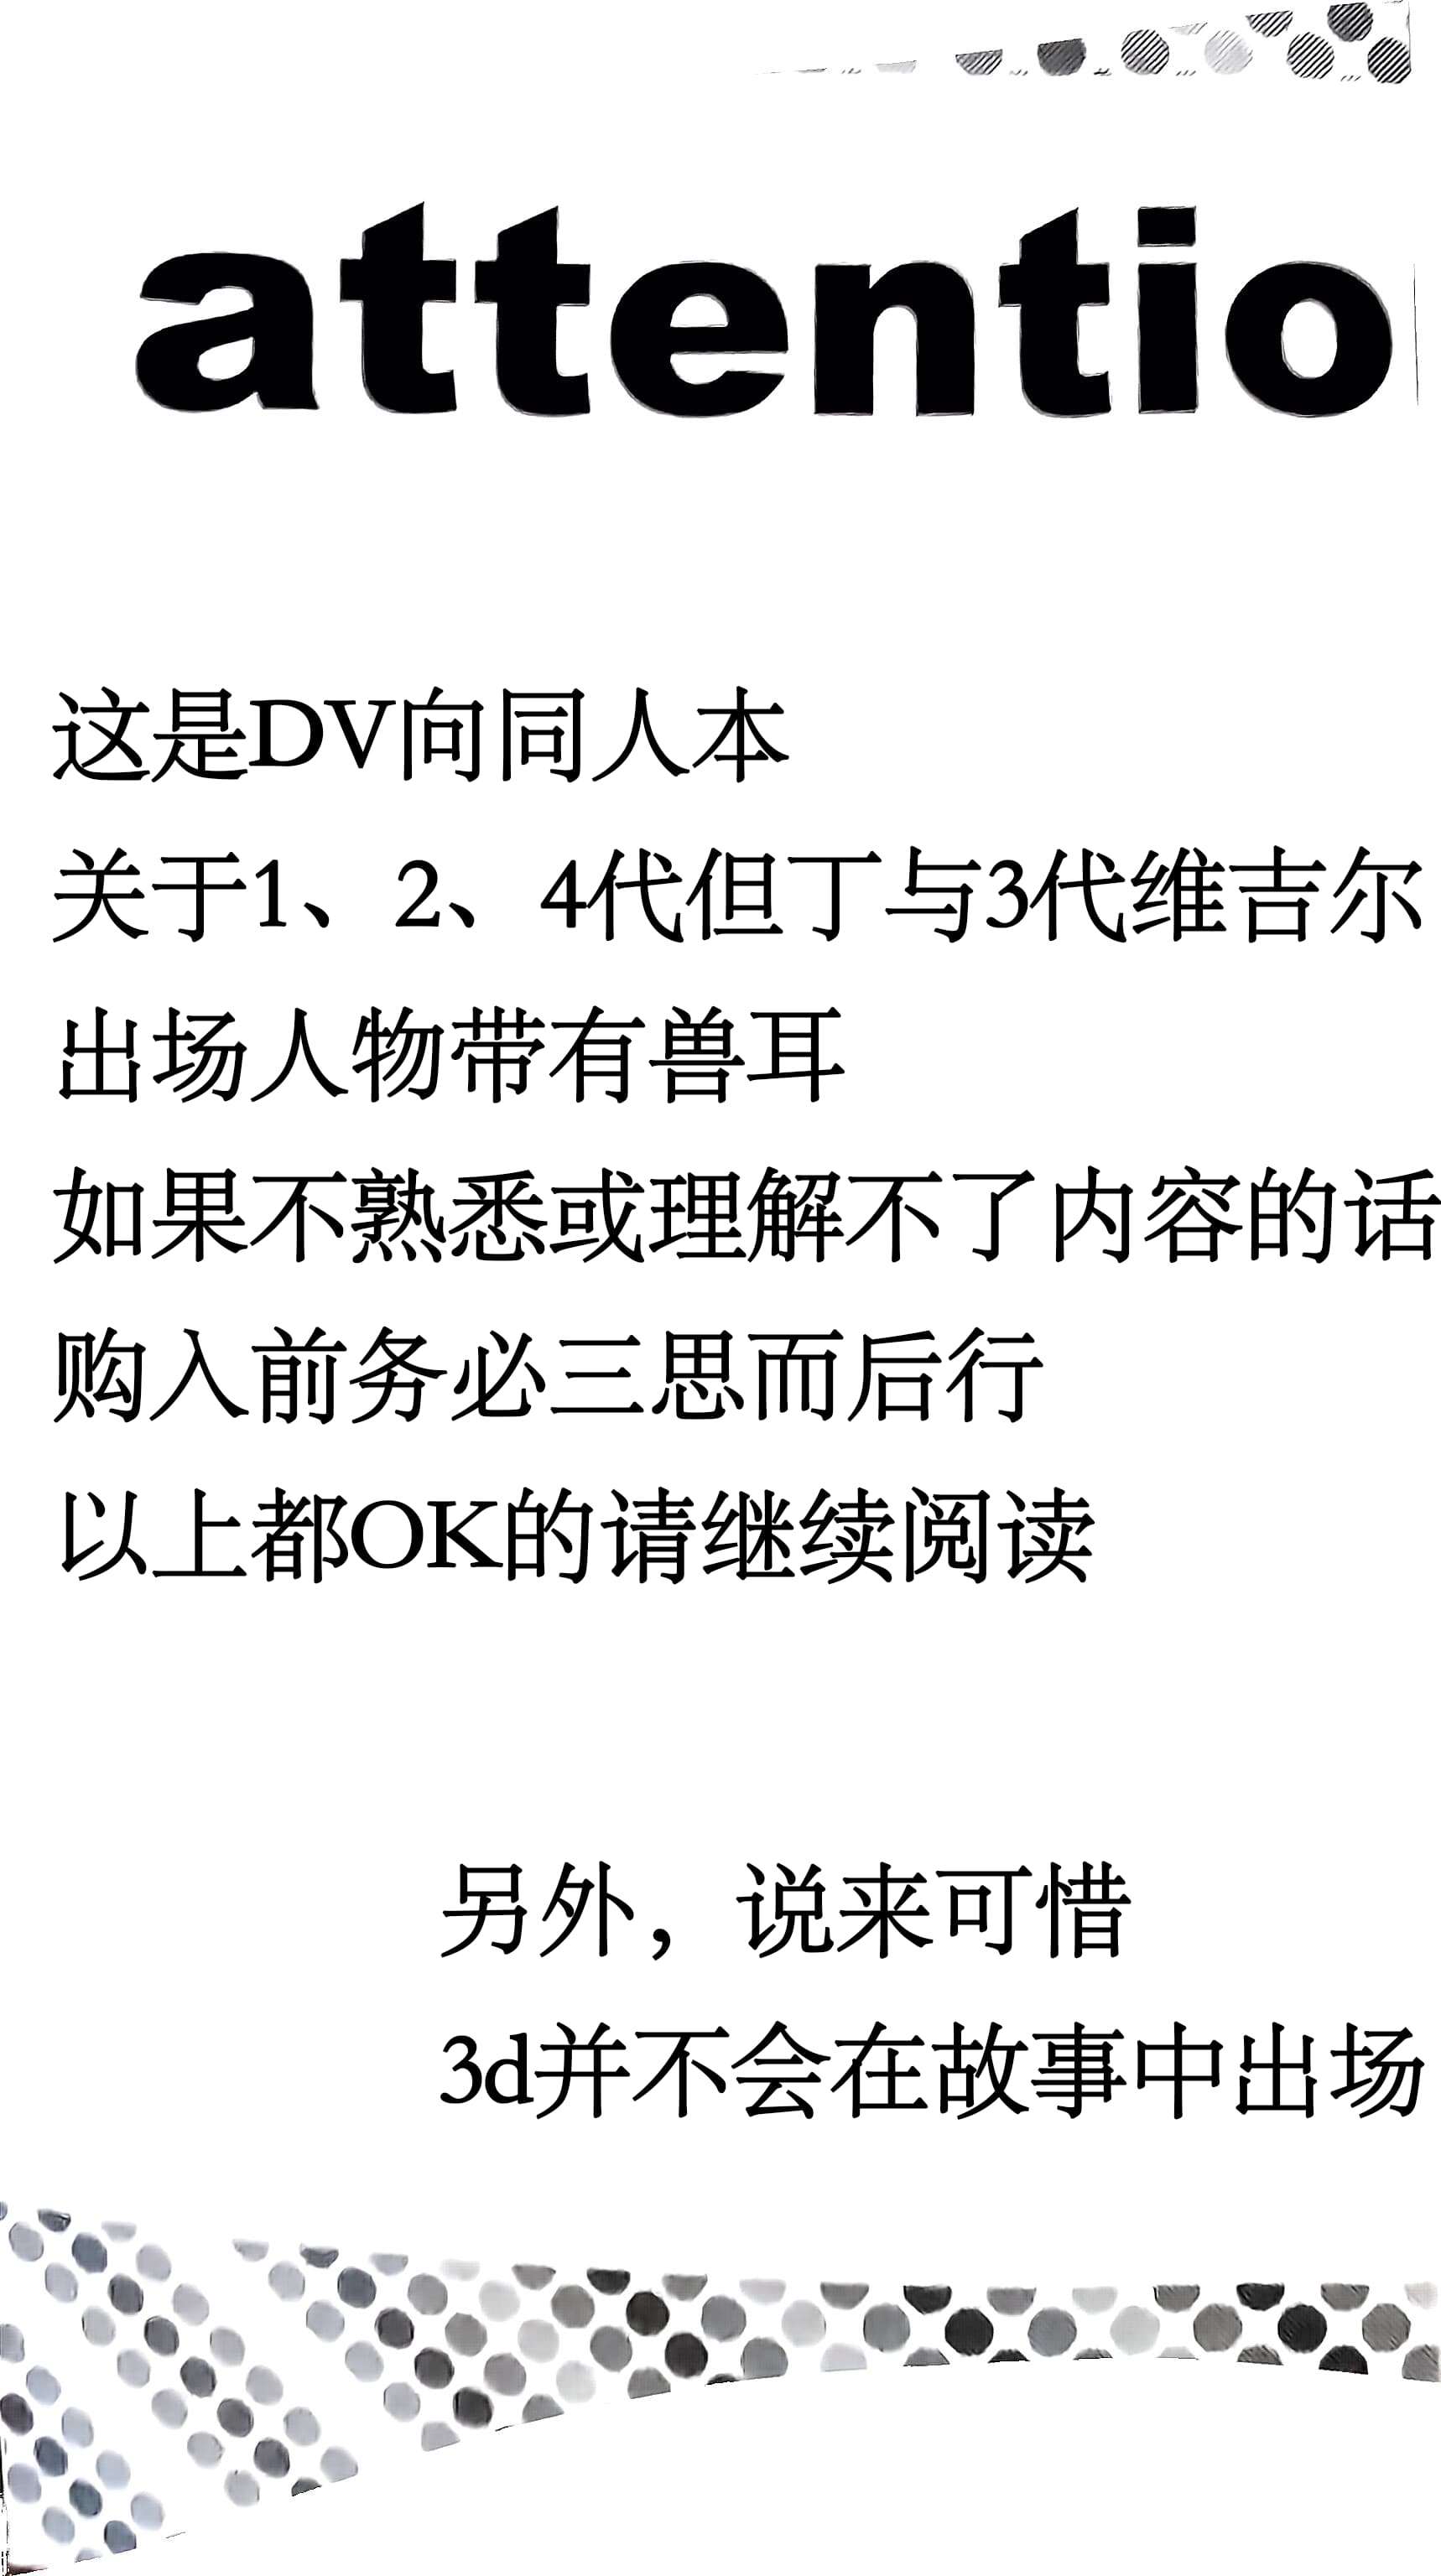 attentio
这是DV向同人本
关于1、2、4代但丁与3代维吉尔
出场人物带有兽耳
如果不熟悉或理解不了内容的话
购入前务必三思而后行
以上都OK的请继续阅读
另外，说来可惜
3d并不会在故事中出场